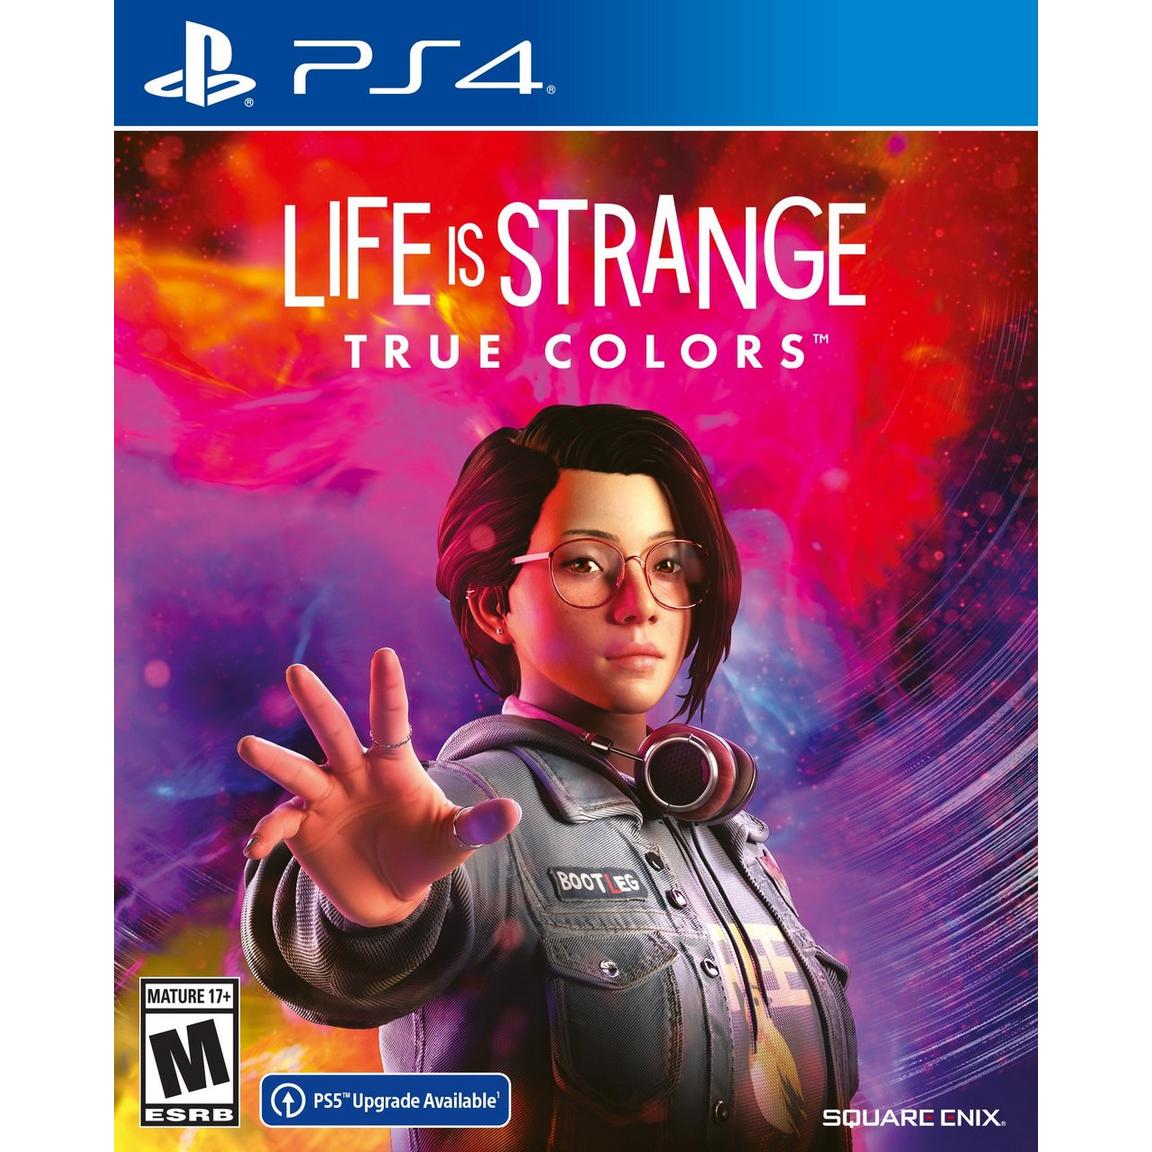 PS4®
LIFE IS STRANGE
TRUE COLORS™
BOOTLEG
MATURE 17+
M
ESRB
PS5™ Upgrade Available¹
SQUARE ENIX®